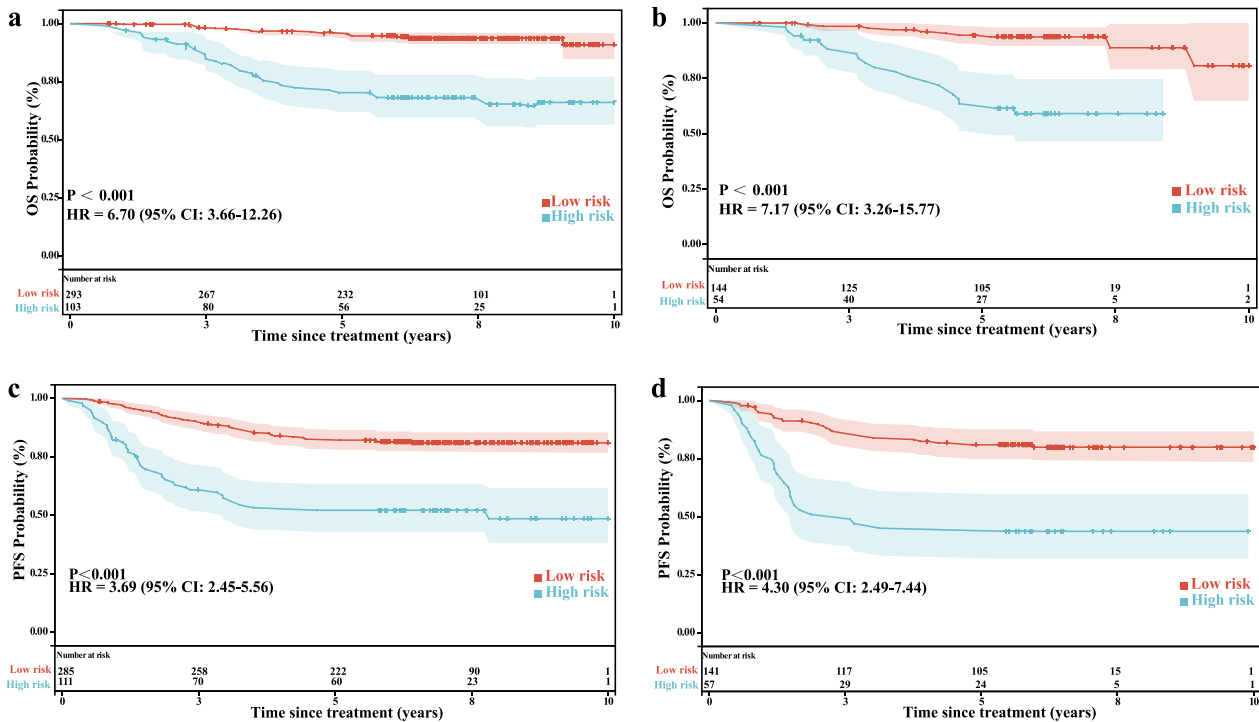 a
OS Probability (%)
1.00
0.80
0.50
0.25
0.00
P < 0.001
HR = 6.70 (95% CI: 3.66-12.26)
Low risk
High risk
Number at risk
Low risk 293 267 232 101 1
High risk 103 80 56 25 1
0 3 5 8 10
Time since treatment (years)
b
OS Probability (%)
1.00
0.80
0.50
0.25
0.00
P < 0.001
HR = 7.17 (95% CI: 3.26-15.77)
Low risk
High risk
Number at risk
Low risk 144 125 105 19 1
High risk 54 40 27 5 2
0 3 5 8 10
Time since treatment (years)
c
PFS Probability (%)
1.00
0.80
0.50
0.25
0.00
P<0.001
HR = 3.69 (95% CI: 2.45-5.56)
Low risk
High risk
Number at risk
Low risk 285 258 222 90 1
High risk 111 70 60 23 1
0 3 5 8 10
Time since treatment (years)
d
PFS Probability (%)
1.00
0.80
0.50
0.25
0.00
P<0.001
HR = 4.30 (95% CI: 2.49-7.44)
Low risk
High risk
Number at risk
Low risk 141 117 105 15 1
High risk 57 29 24 5 1
0 3 5 8 10
Time since treatment (years)